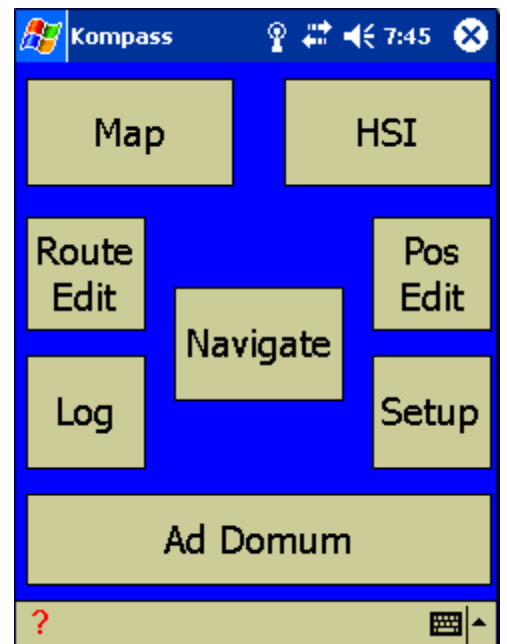 Kompass 7:45
Map HSI
Route Edit
Pos Edit
Navigate
Log
Setup
Ad Domum
?